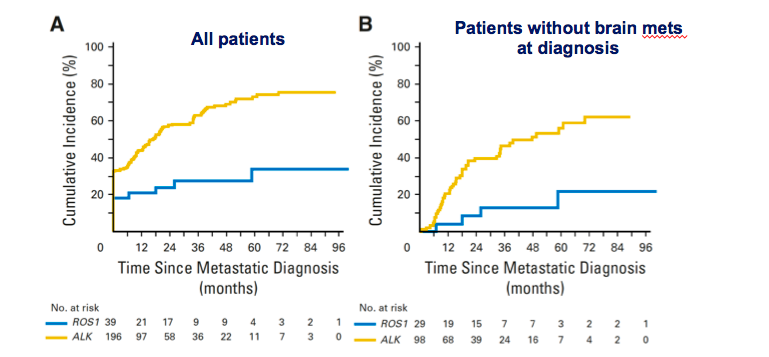 A
All patients
Cumulative Incidence (%)
100
80
60
40
20
0 12 24 36 48 60 72 84 96
Time Since Metastatic Diagnosis
(months)
No. at risk
ROS1 39 21 17 9 9 4 3 2 1
ALK 196 97 58 36 22 11 7 3 0
B
Patients without brain mets
at diagnosis
Cumulative Incidence (%)
100
80
60
40
20
0 12 24 36 48 60 72 84 96
Time Since Metastatic Diagnosis
(months)
No. at risk
ROS1 29 19 15 7 7 3 2 2 1
ALK 98 68 39 24 16 7 4 2 0